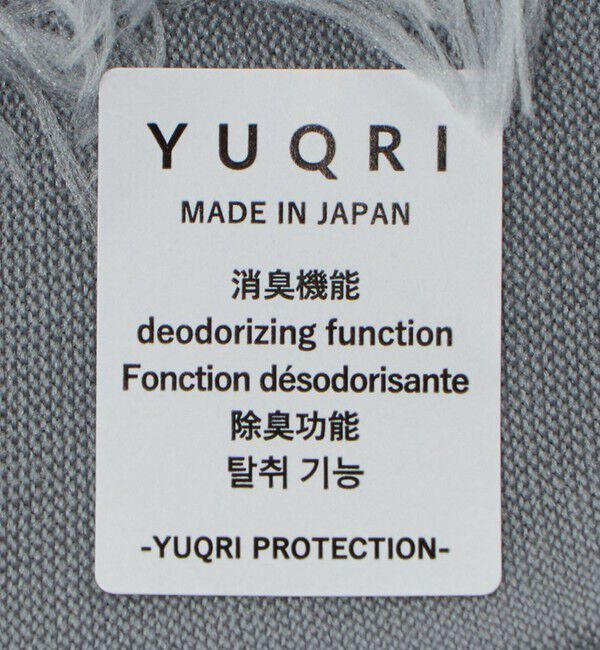 YUQRI
MADE IN JAPAN
消臭機能
deodorizing function
Fonction désodorisante
除臭功能
탈취 기능
-YUQRI PROTECTION-